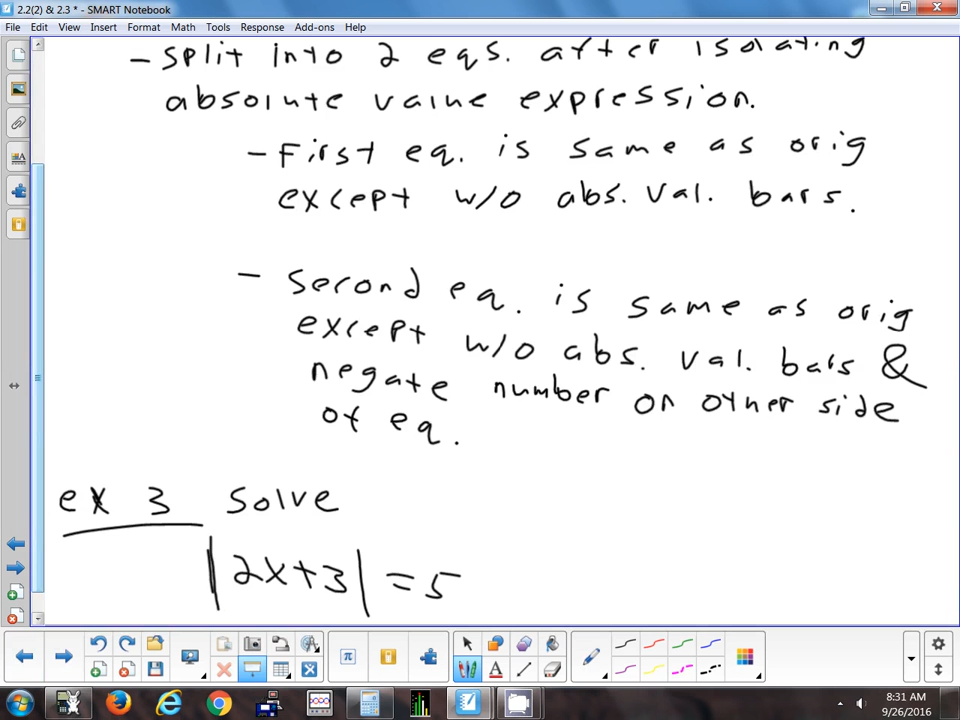 2.2(2) & 2.3 * - SMART Notebook
File Edit View Insert Format Math Tools Response Add-ons Help
- split into 2 eqs. after isolating
absolute value expression.
- First eq. is same as orig
except w/o abs. val. bars.
- Second eq. is same as orig
except w/o abs. val. bars &
negate number on other side
of eq.
ex 3 Solve
|2x+3| = 5
8:31 AM
9/26/2016